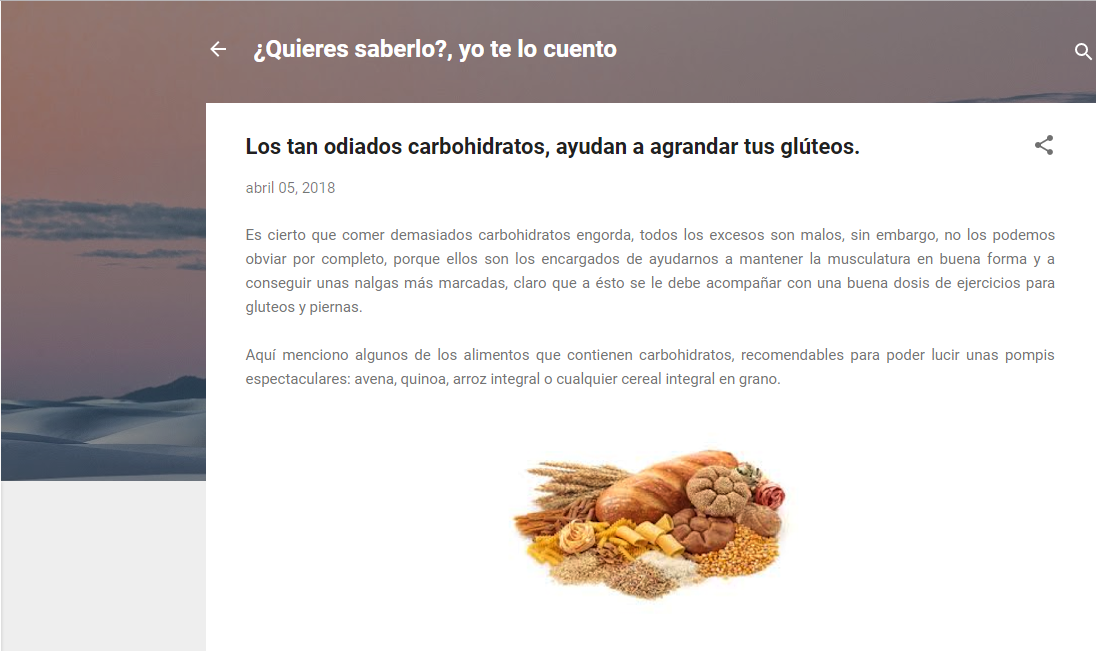 ¿Quieres saberlo?, yo te lo cuento
Los tan odiados carbohidratos, ayudan a agrandar tus glúteos.
abril 05, 2018
Es cierto que comer demasiados carbohidratos engorda, todos los excesos son malos, sin embargo, no los podemos
obviar por completo, porque ellos son los encargados de ayudarnos a mantener la musculatura en buena forma y a
conseguir unas nalgas más marcadas, claro que a ésto se le debe acompañar con una buena dosis de ejercicios para
gluteos y piernas.
Aquí menciono algunos de los alimentos que contienen carbohidratos, recomendables para poder lucir unas pompis
espectaculares: avena, quinoa, arroz integral o cualquier cereal integral en grano.